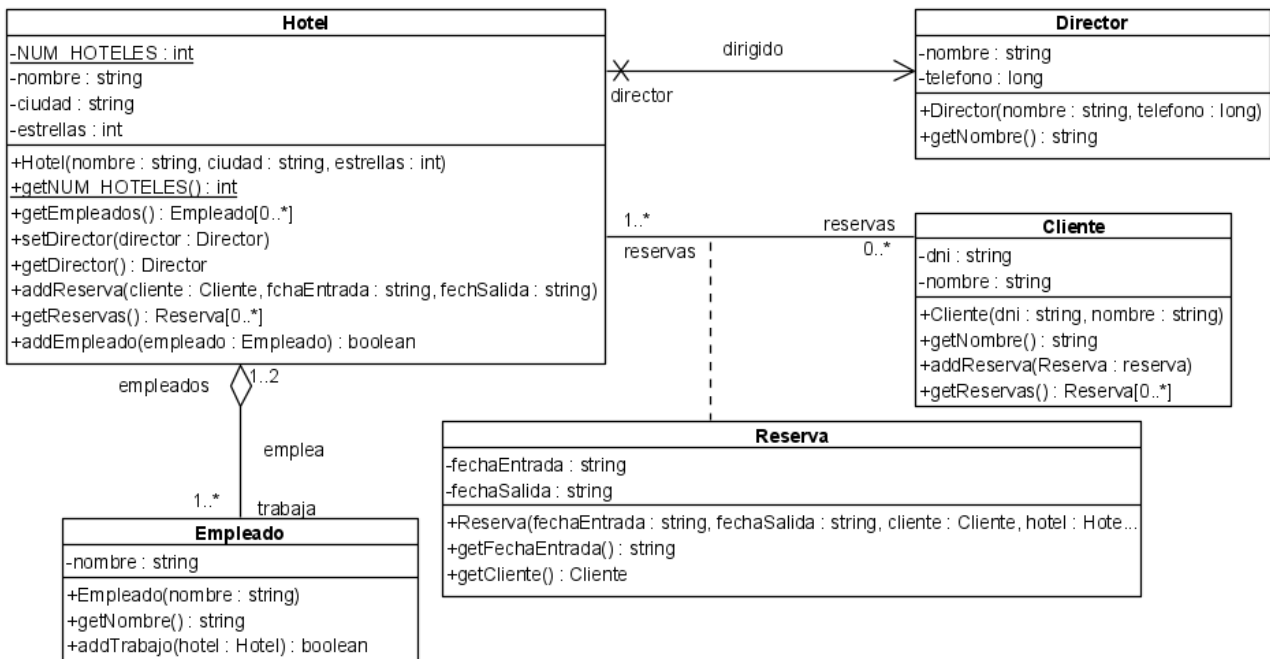 Hotel
-NUM_HOTELES : int
-nombre : string
-ciudad : string
-estrellas : int
+Hotel(nombre : string, ciudad : string, estrellas : int)
+getNUM_HOTELES() : int
+getEmpleados() : Empleado[0..*]
+setDirector(director : Director)
+getDirector() : Director
+addReserva(cliente : Cliente, fchaEntrada : string, fechSalida : string)
+getReservas() : Reserva[0..*]
+addEmpleado(empleado : Empleado) : boolean
dirigido
director
Director
-nombre : string
-telefono : long
+Director(nombre : string, telefono : long)
+getNombre() : string
1..*
reservas
reservas
0..*
Cliente
-dni : string
-nombre : string
+Cliente(dni : string, nombre : string)
+getNombre() : string
+addReserva(Reserva : reserva)
+getReservas() : Reserva[0..*]
empleados
1..2
emplea
1..*
trabaja
Reserva
-fechaEntrada : string
-fechaSalida : string
+Reserva(fechaEntrada : string, fechaSalida : string, cliente : Cliente, hotel : Hote...
+getFechaEntrada() : string
+getCliente() : Cliente
Empleado
-nombre : string
+Empleado(nombre : string)
+getNombre() : string
+addTrabajo(hotel : Hotel) : boolean